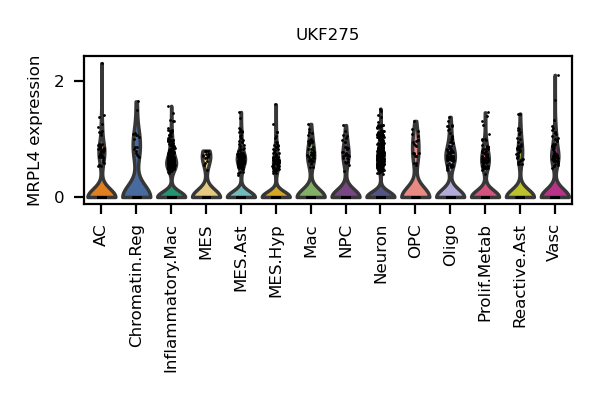 UKF275
MRPL4 expression
2
0
AC
Chromatin.Reg
Inflammatory.Mac
MES
MES.Ast
MES.Hyp
Mac
NPC
Neuron
OPC
Oligo
Prolif.Metab
Reactive.Ast
Vasc